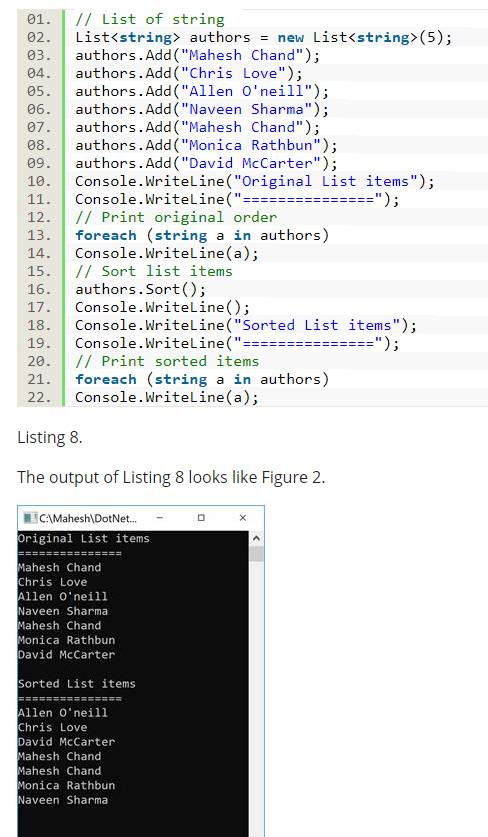 01. // List of string
02. List<string> authors = new List<string>(5);
03. authors.Add("Mahesh Chand");
04. authors.Add("Chris Love");
05. authors.Add("Allen O'neill");
06. authors.Add("Naveen Sharma");
07. authors.Add("Mahesh Chand");
08. authors.Add("Monica Rathbun");
09. authors.Add("David McCarter");
10. Console.WriteLine("Original List items");
11. Console.WriteLine("===============");
12. // Print original order
13. foreach (string a in authors)
14. Console.WriteLine(a);
15. // Sort list items
16. authors.Sort();
17. Console.WriteLine();
18. Console.WriteLine("Sorted List items");
19. Console.WriteLine("===============");
20. // Print sorted items
21. foreach (string a in authors)
22. Console.WriteLine(a);
Listing 8.
The output of Listing 8 looks like Figure 2.
C:\Mahesh\DotNet...
Original List items
===============
Mahesh Chand
Chris Love
Allen O'neill
Naveen Sharma
Mahesh Chand
Monica Rathbun
David McCarter
Sorted List items
===============
Allen O'neill
Chris Love
David McCarter
Mahesh Chand
Mahesh Chand
Monica Rathbun
Naveen Sharma